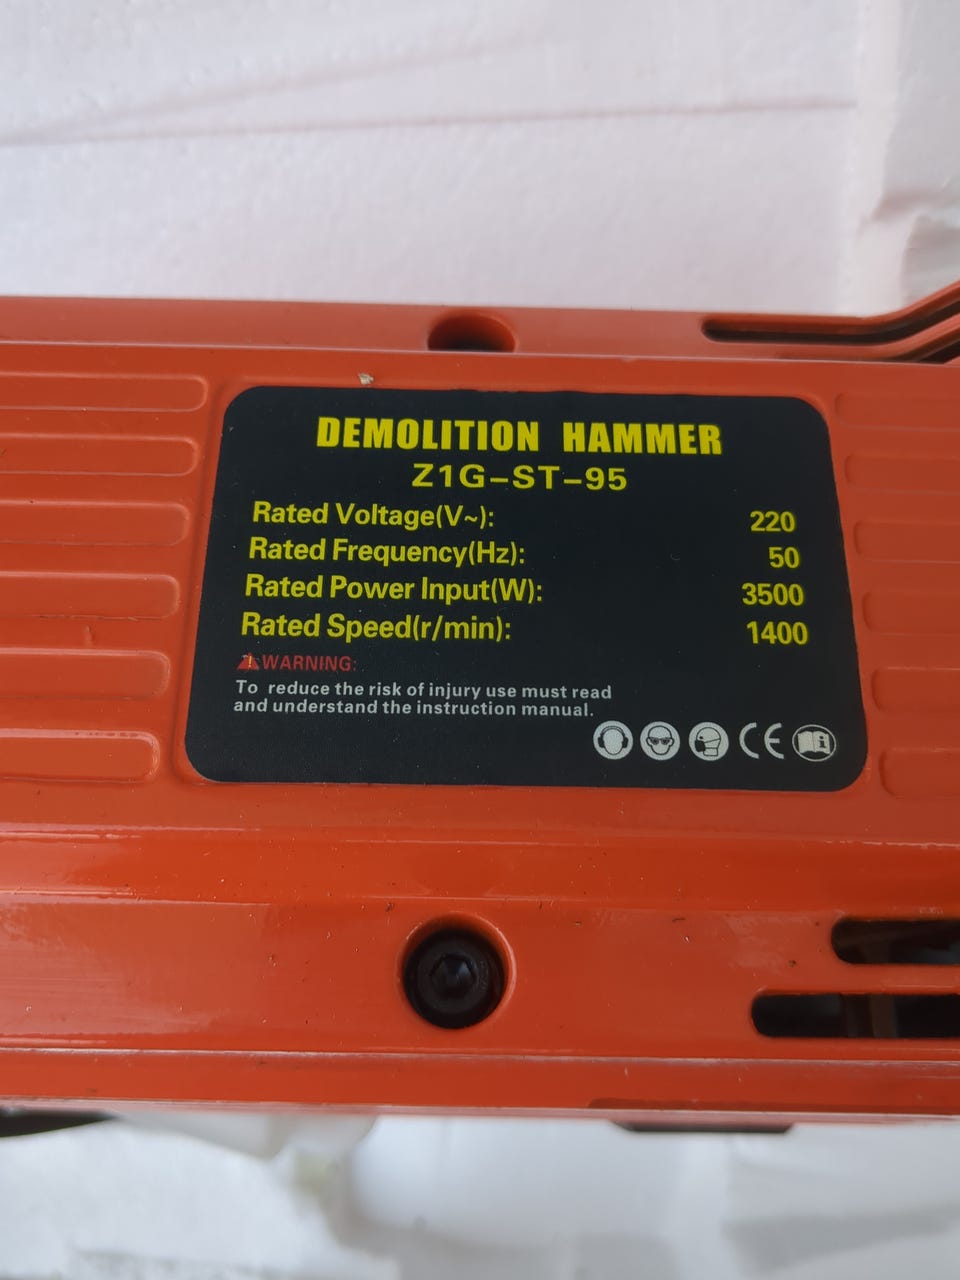 DEMOLITION HAMMER
Z1G-ST-95
Rated Voltage(V~): 220
Rated Frequency(Hz): 50
Rated Power Input(W): 3500
Rated Speed(r/min): 1400
WARNING:
To reduce the risk of injury use must read
and understand the instruction manual.
CE